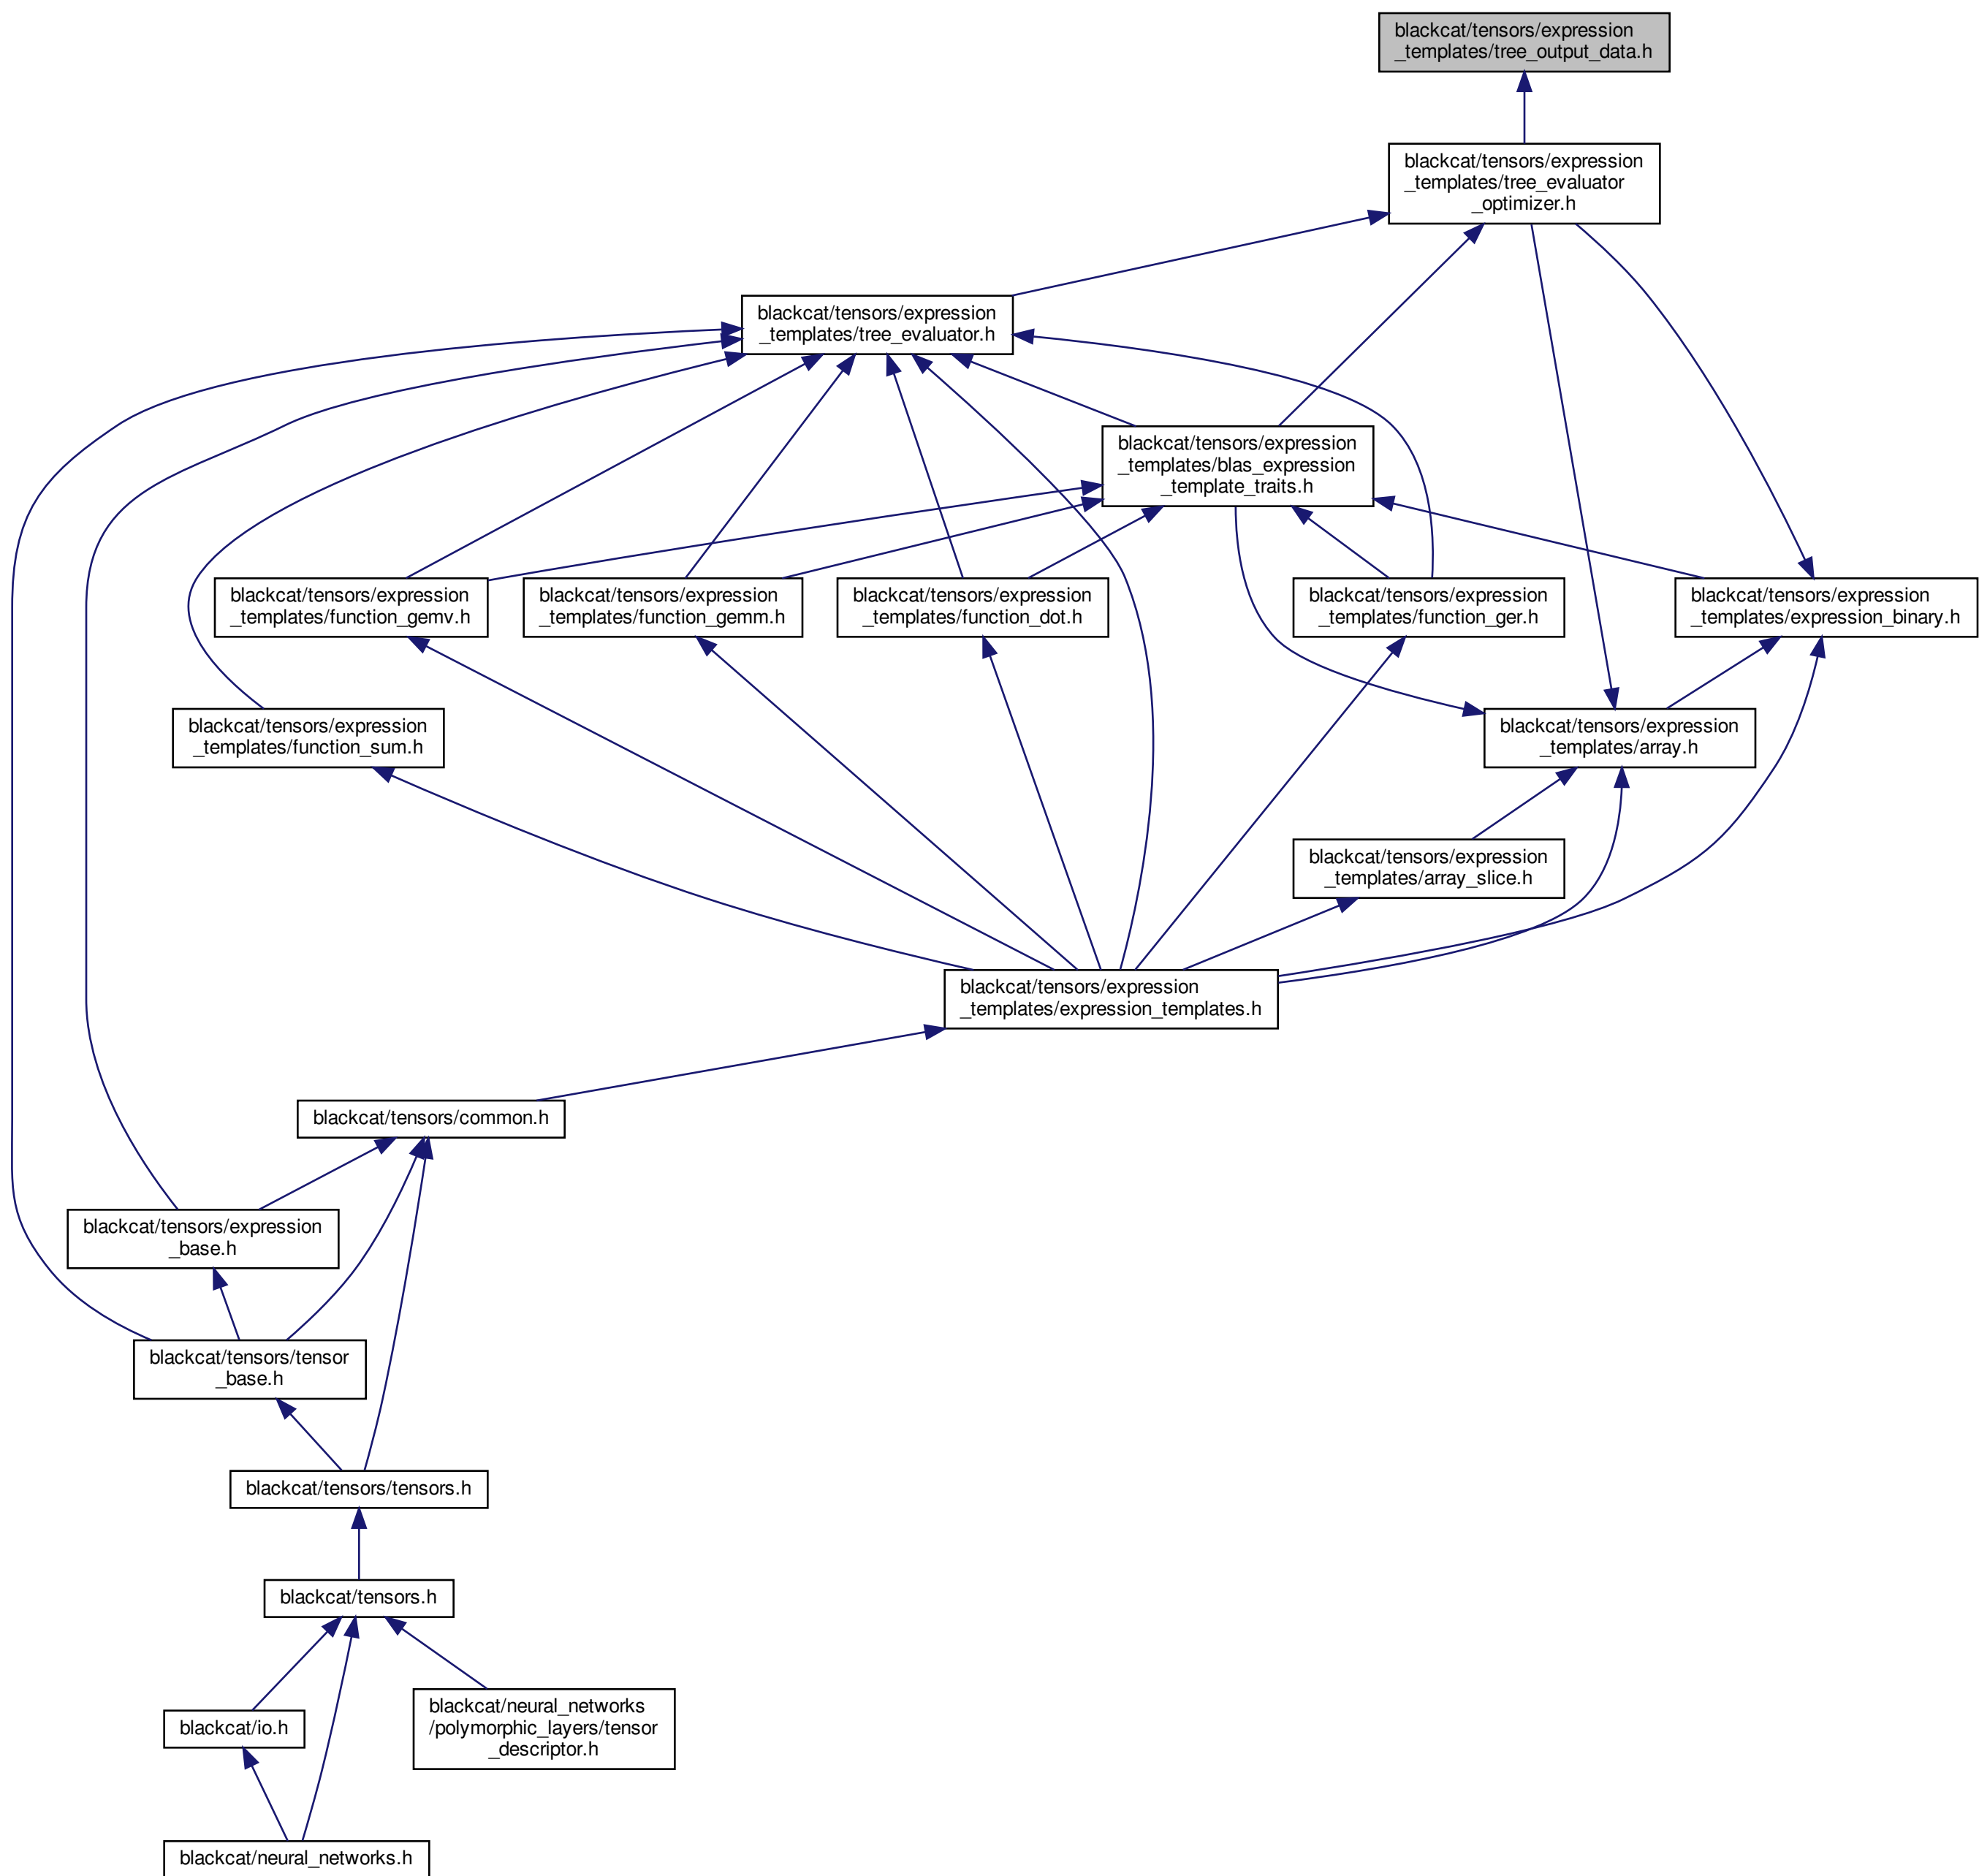 blackcat/tensors/expression
_templates/tree_output_data.h
blackcat/tensors/expression
_templates/tree_evaluator
_optimizer.h
blackcat/tensors/expression
_templates/tree_evaluator.h
blackcat/tensors/expression
_templates/blas_expression
_template_traits.h
blackcat/tensors/expression
_templates/function_gemv.h
blackcat/tensors/expression
_templates/function_gemm.h
blackcat/tensors/expression
_templates/function_dot.h
blackcat/tensors/expression
_templates/function_ger.h
blackcat/tensors/expression
_templates/expression_binary.h
blackcat/tensors/expression
_templates/function_sum.h
blackcat/tensors/expression
_templates/array.h
blackcat/tensors/expression
_templates/array_slice.h
blackcat/tensors/expression
_templates/expression_templates.h
blackcat/tensors/common.h
blackcat/tensors/expression
_base.h
blackcat/tensors/tensor
_base.h
blackcat/tensors/tensors.h
blackcat/tensors.h
blackcat/io.h
blackcat/neural_networks
/polymorphic_layers/tensor
_descriptor.h
blackcat/neural_networks.h